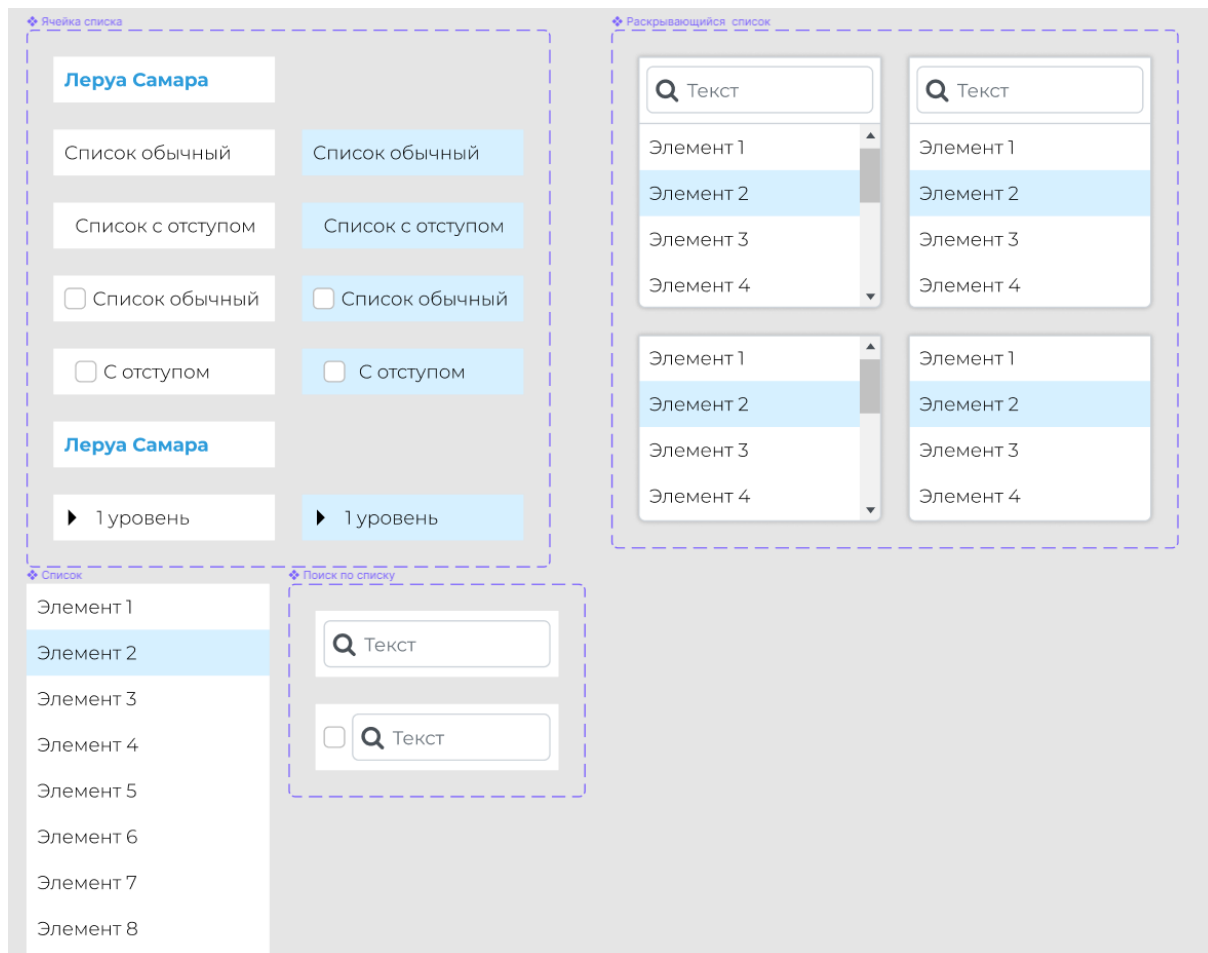 Ячейка списка
Леруа Самара
Список обычный
Список обычный
Список с отступом
Список с отступом
Список обычный
Список обычный
С отступом
С отступом
Леруа Самара
1 уровень
1 уровень
Раскрывающийся список
Текст
Элемент 1
Элемент 2
Элемент 3
Элемент 4
Текст
Элемент 1
Элемент 2
Элемент 3
Элемент 4
Элемент 1
Элемент 2
Элемент 3
Элемент 4
Элемент 1
Элемент 2
Элемент 3
Элемент 4
Список
Элемент 1
Элемент 2
Элемент 3
Элемент 4
Элемент 5
Элемент 6
Элемент 7
Элемент 8
Поиск по списку
Текст
Текст